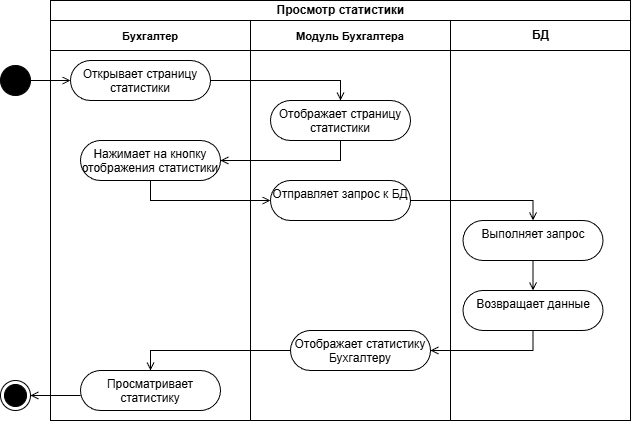 Просмотр статистики
Бухгалтер
Модуль Бухгалтера
БД
Открывает страницу
статистики
Отображает страницу
статистики
Нажимает на кнопку
отображения статистики
Отправляет запрос к БД
Выполняет запрос
Возвращает данные
Отображает статистику
Бухгалтеру
Просматривает
статистику